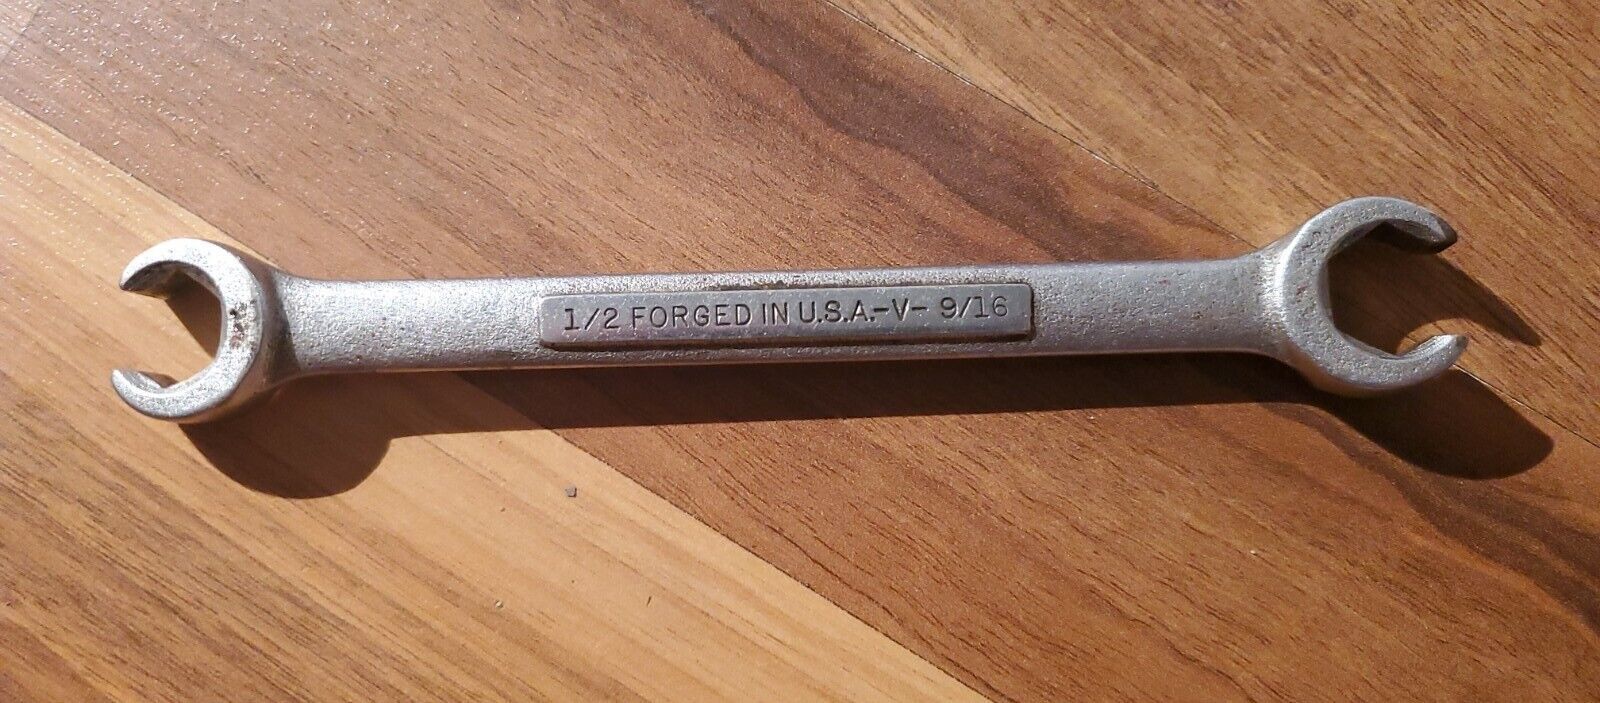 1/2 FORGED IN U.S.A.-V- 9/16